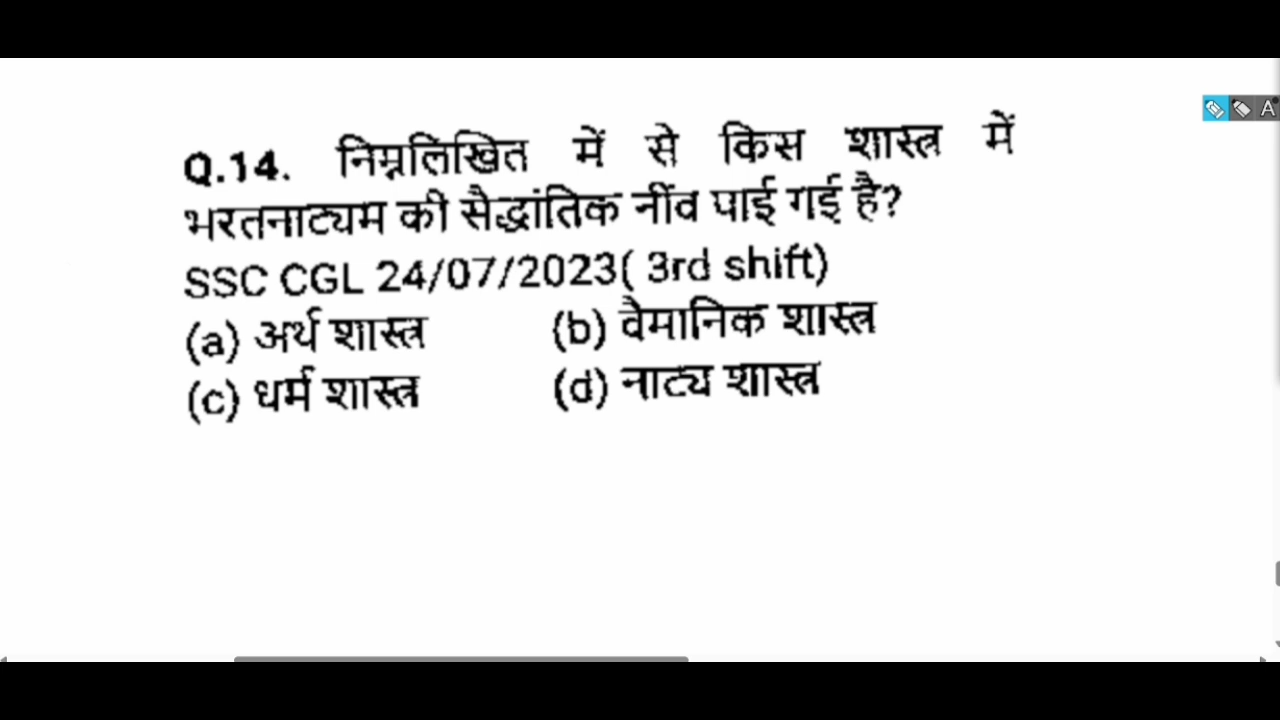 Q.14. निम्नलिखित में से किस शास्त्र में
भरतनाट्यम की सैद्धांतिक नींव पाई गई है?
SSC CGL 24/07/2023( 3rd shift)
(a) अर्थ शास्त्र (b) वैमानिक शास्त्र
(c) धर्म शास्त्र (d) नाट्य शास्त्र
A